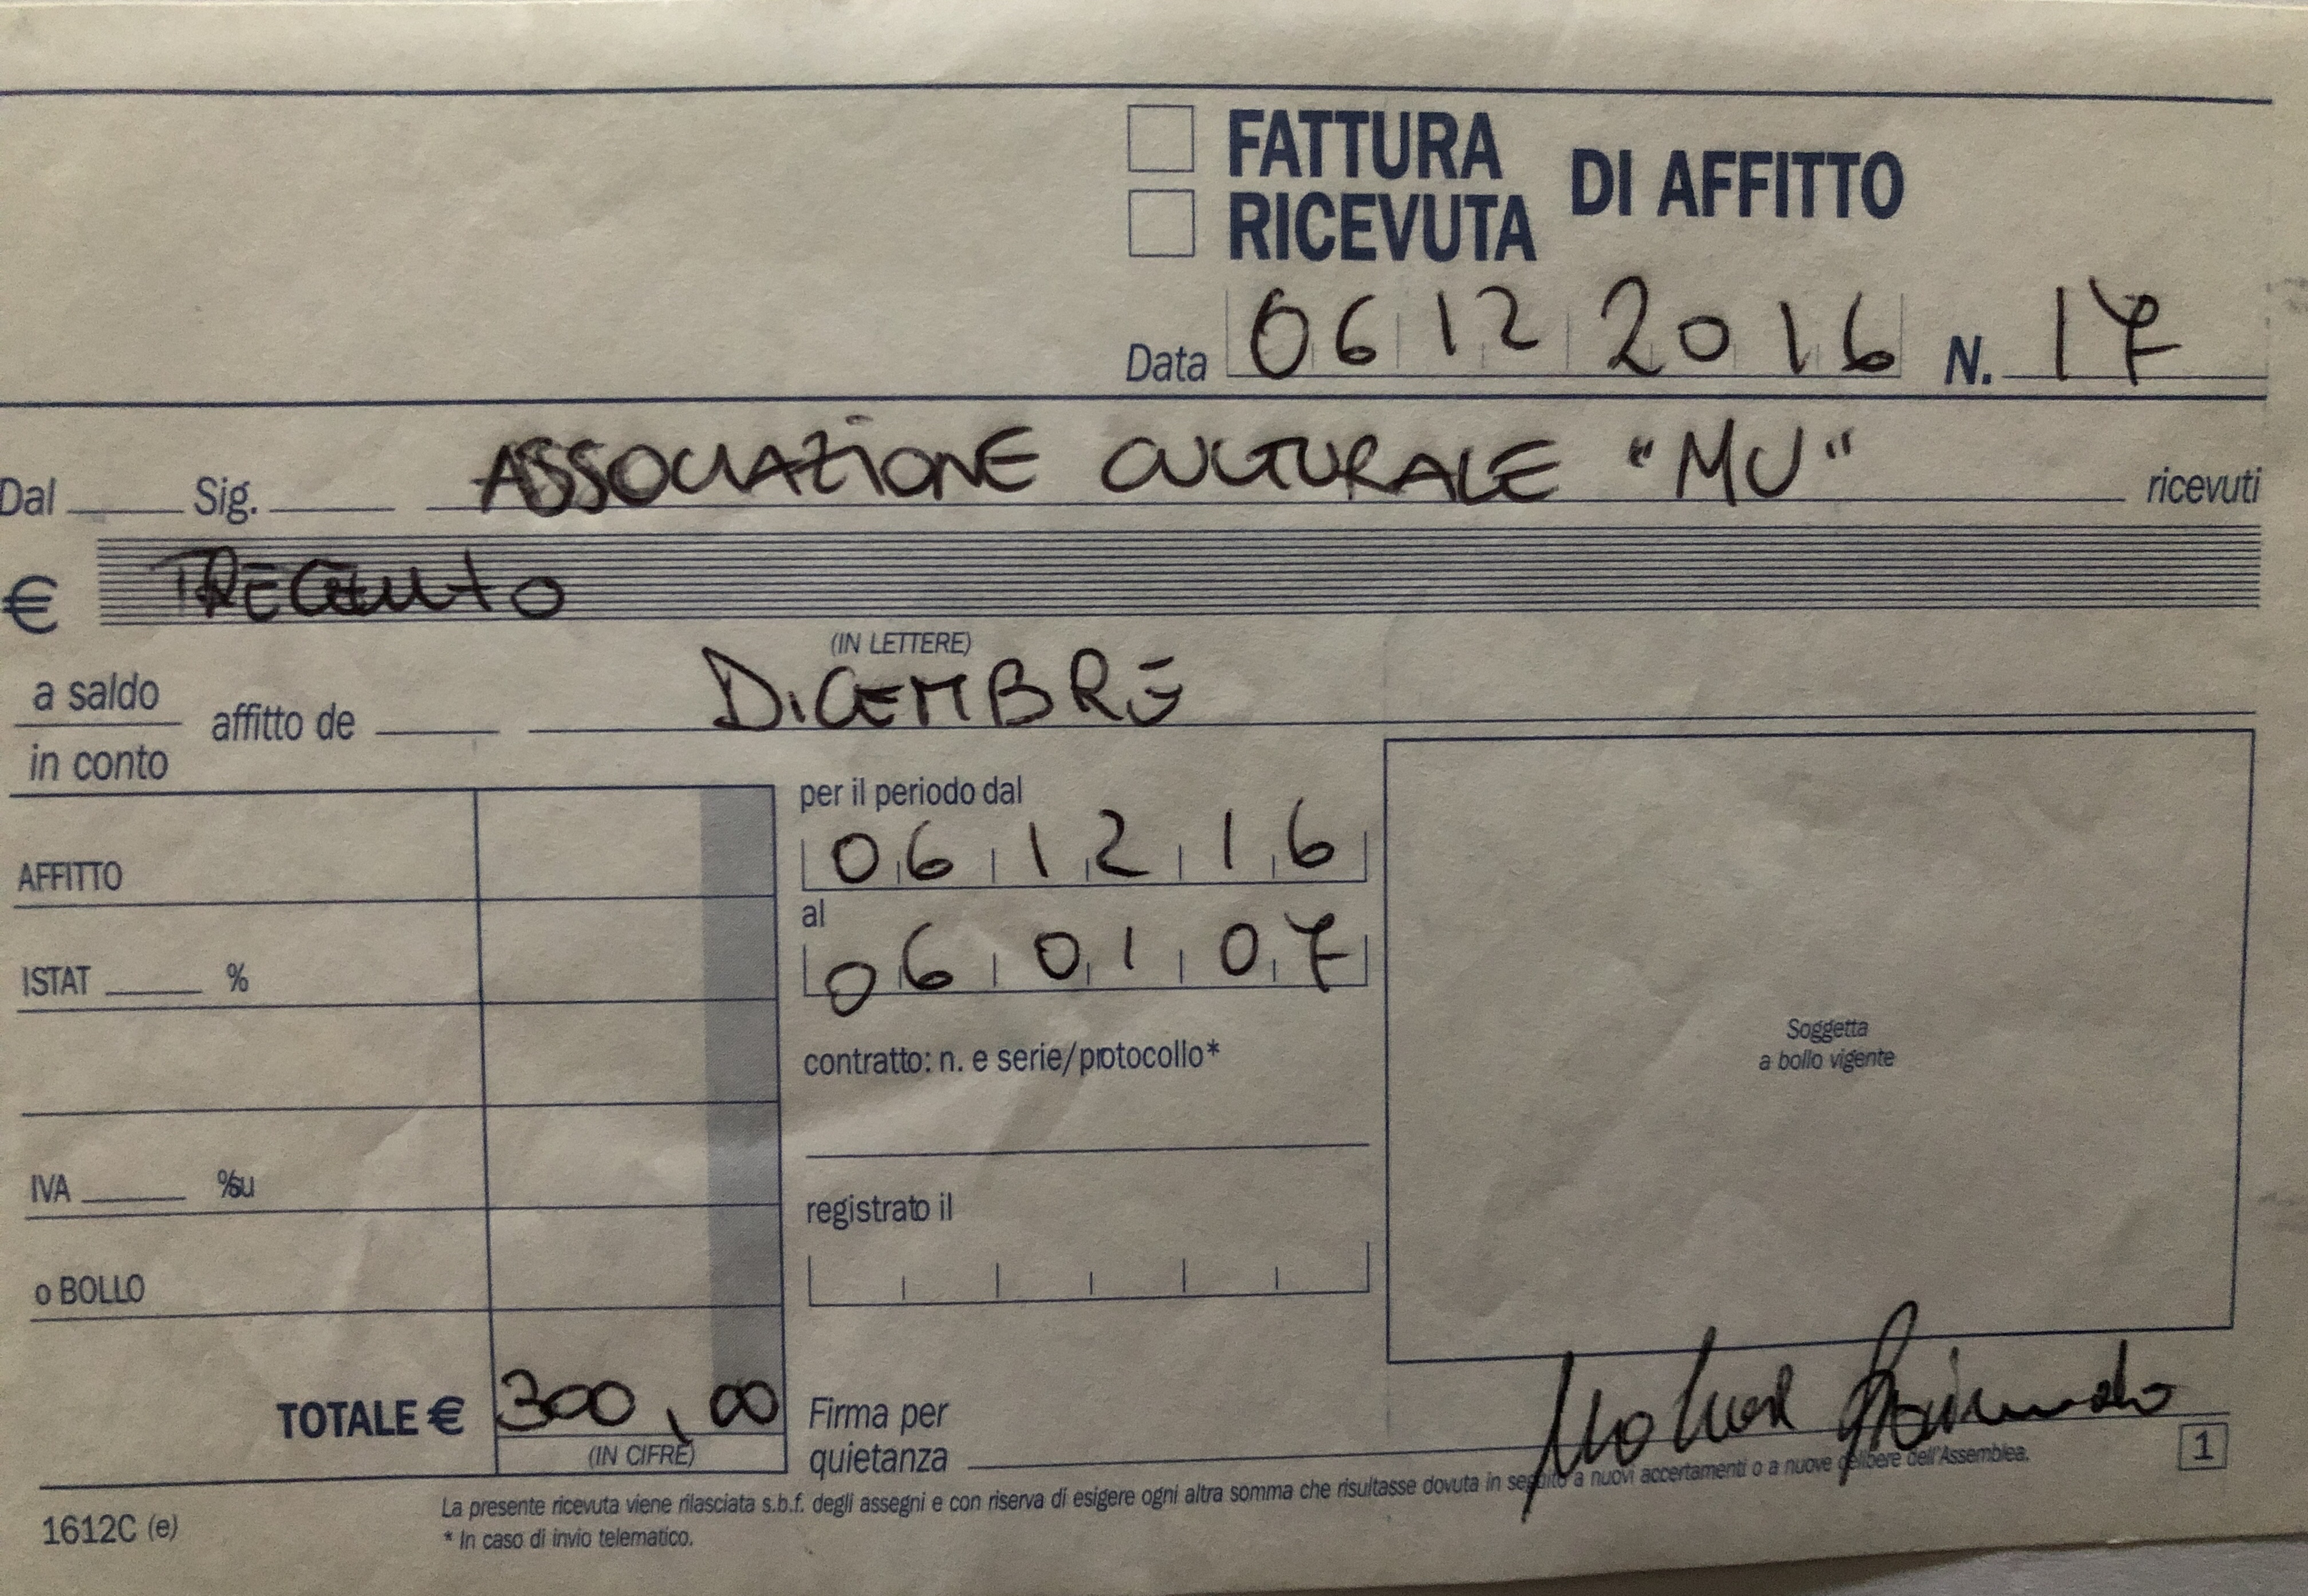 FATTURA
RICEVUTA DI AFFITTO
Data 06 12 2016 N. 17
Dal Sig. ASSOCIAZIONE CULTURALE "MU" ricevuti
€ TRECENTO
(IN LETTERE)
a saldo
in conto affitto de DICEMBRE
per il periodo dal
06 12 16
AFFITTO
al
06 01 07
ISTAT %
contratto: n. e serie/protocollo*
Soggetta
a bollo vigente
IVA %su
registrato il
o BOLLO
TOTALE € 300,00
(IN CIFRE)
Firma per
quietanza
1
La presente ricevuta viene rilasciata s.b.f. degli assegni e con riserva di esigere ogni altra somma che risultasse dovuta in seguito a nuovi accertamenti o a nuove delibere dell'Assemblea.
1612C (e)
* In caso di invio telematico.